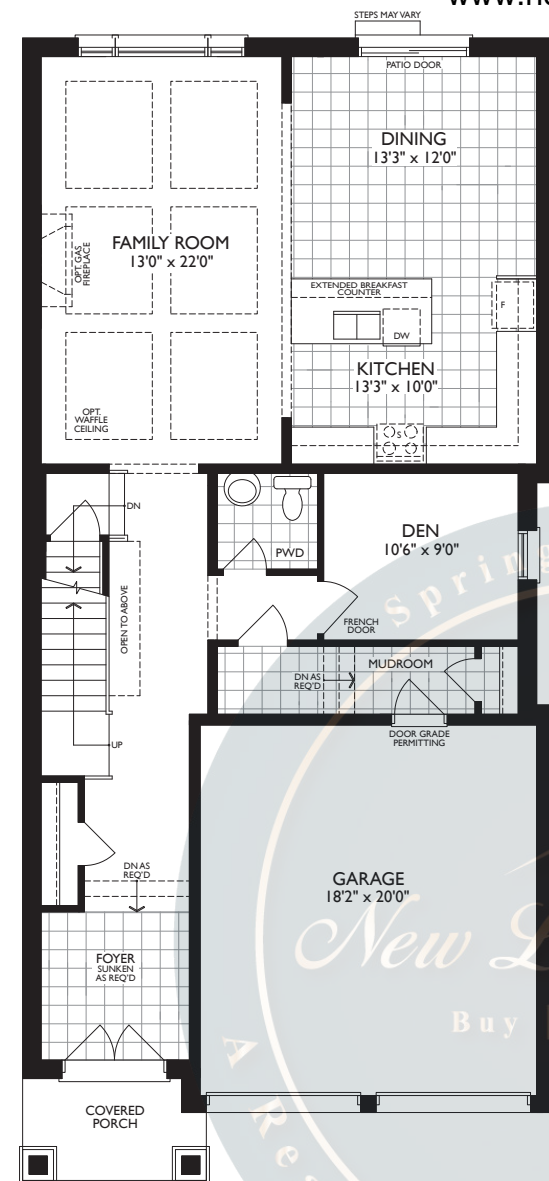 STEPS MAY VARY
PATIO DOOR
DINING
13'3" x 12'0"
FAMILY ROOM
13'0" x 22'0"
OPT. GAS
FIREPLACE
EXTENDED BREAKFAST
COUNTER
F
DW
KITCHEN
13'3" x 10'0"
OPT.
WAFFLE
CEILING
S
DN
PWD
DEN
10'6" x 9'0"
OPEN TO ABOVE
FRENCH
DOOR
MUDROOM
DN AS
REQ'D
UP
DOOR GRADE
PERMITTING
DN AS
REQ'D
GARAGE
18'2" x 20'0"
FOYER
SUNKEN
AS REQ'D
COVERED
PORCH
Spring
New
Buy
A